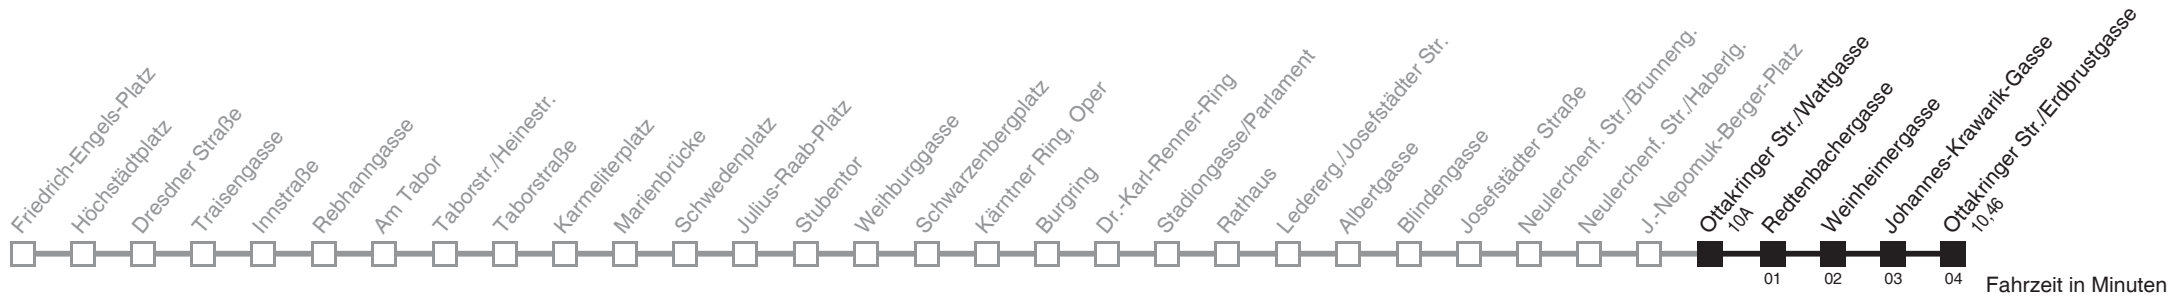 Friedrich-Engels-Platz
Höchstädtplatz
Dresdner Straße
Traisengasse
Innstraße
Rebhanngasse
Am Tabor
Taborstr./Heinestr.
Taborstraße
Karmeliterplatz
Marienbrücke
Schwedenplatz
Julius-Raab-Platz
Stubentor
Weihburggasse
Schwarzenbergplatz
Kärntner Ring, Oper
Burgring
Dr.-Karl-Renner-Ring
Stadiongasse/Parlament
Rathaus
Ledererg./Josefstädter Str.
Albertgasse
Blindengasse
Josefstädter Straße
Neulerchenf. Str./Brunneng.
Neulerchenf. Str./Haberlg.
J.-Nepomuk-Berger-Platz
Ottakringer Str./Wattgasse
10A
Redtenbachergasse
Weinheimergasse
Johannes-Krawarik-Gasse
Ottakringer Str./Erdbrustgasse
10,46
01
02
03
04
Fahrzeit in Minuten